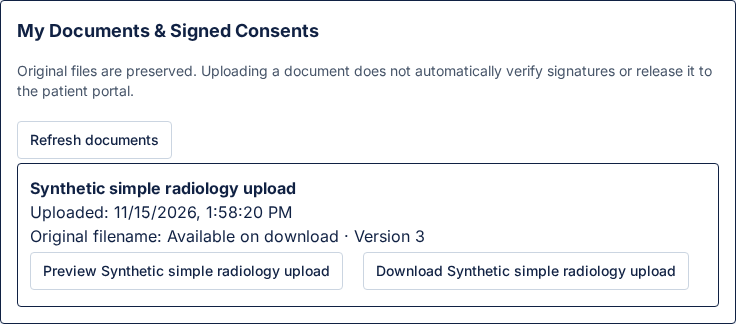 My Documents & Signed Consents
Original files are preserved. Uploading a document does not automatically verify signatures or release it to
the patient portal.
Refresh documents
Synthetic simple radiology upload
Uploaded: 11/15/2026, 1:58:20 PM
Original filename: Available on download · Version 3
Preview Synthetic simple radiology upload
Download Synthetic simple radiology upload